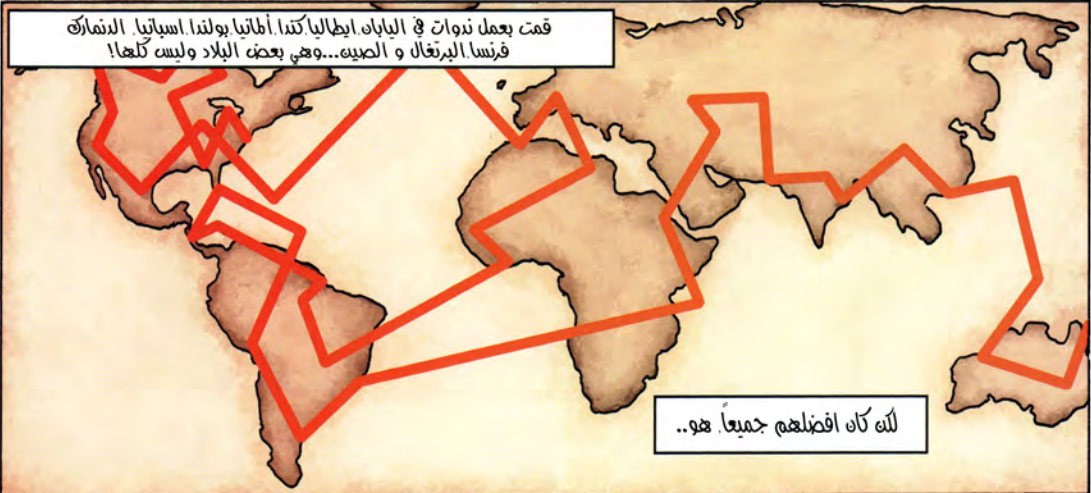 قمت بعمل ندوات في اليابان.ايطاليا.كندا.ألمانيا.بولندا.اسبانيا. الدنمارك
فرنسا.البرتغال و الصين...وهي بعض البلاد وليست كلها!
لكن كان افضلهم جميعاً. هو..